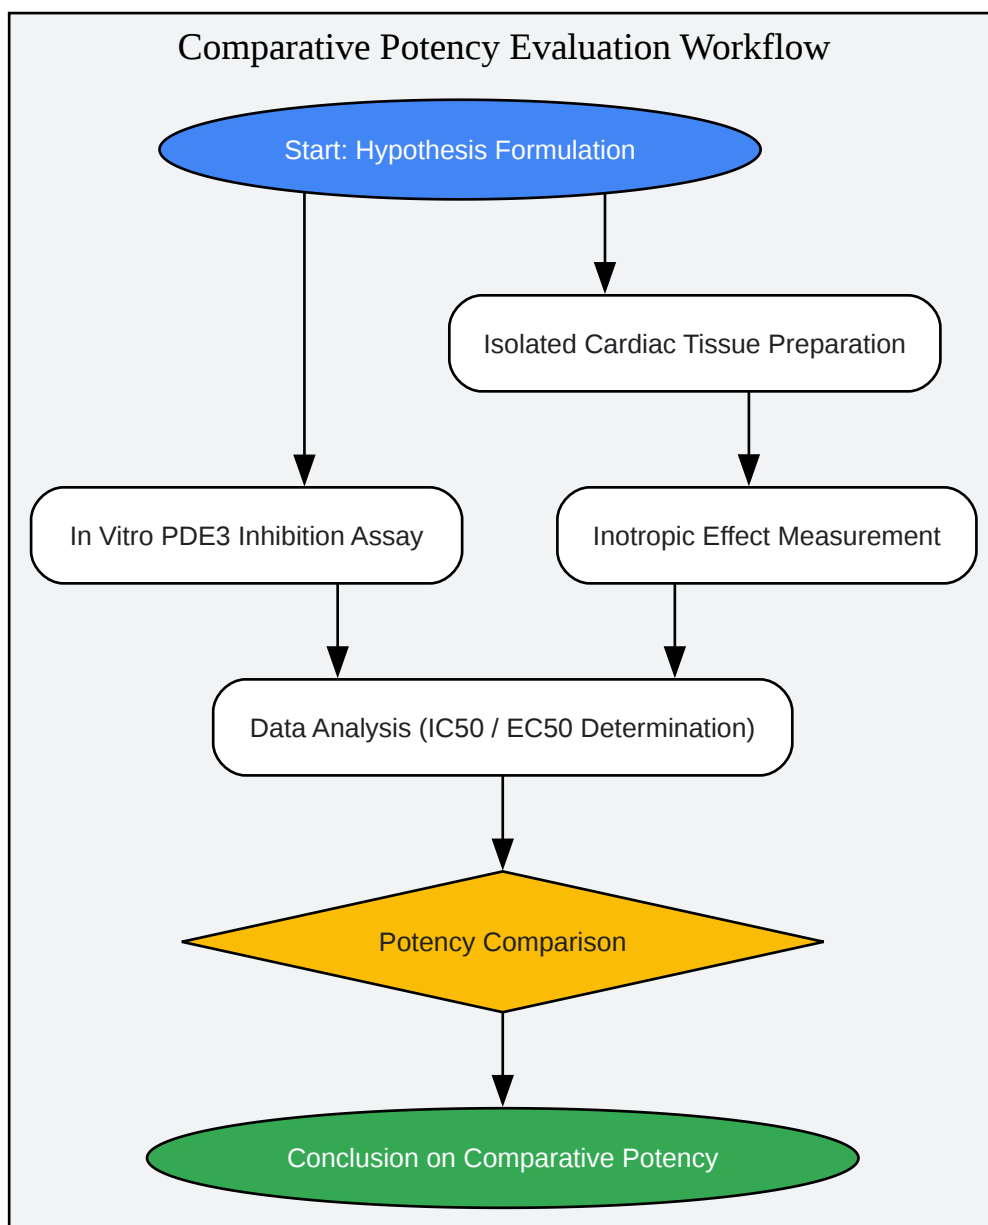 Comparative Potency Evaluation Workflow
Start: Hypothesis Formulation
Isolated Cardiac Tissue Preparation
In Vitro PDE3 Inhibition Assay
Inotropic Effect Measurement
Data Analysis (IC50 / EC50 Determination)
Potency Comparison
Conclusion on Comparative Potency